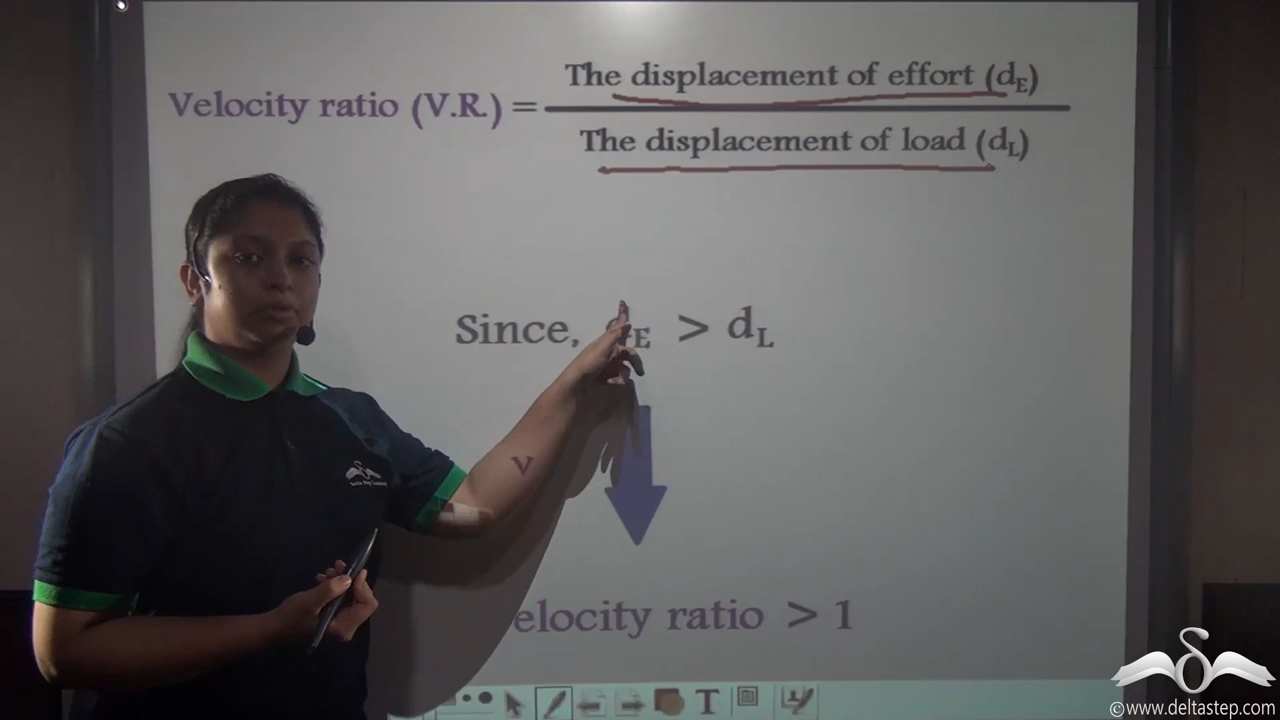 The displacement of effort (dE)
Velocity ratio (V.R.) =
The displacement of load (dL)
Since, dE > dL
velocity ratio > 1
T
©www.deltastep.com